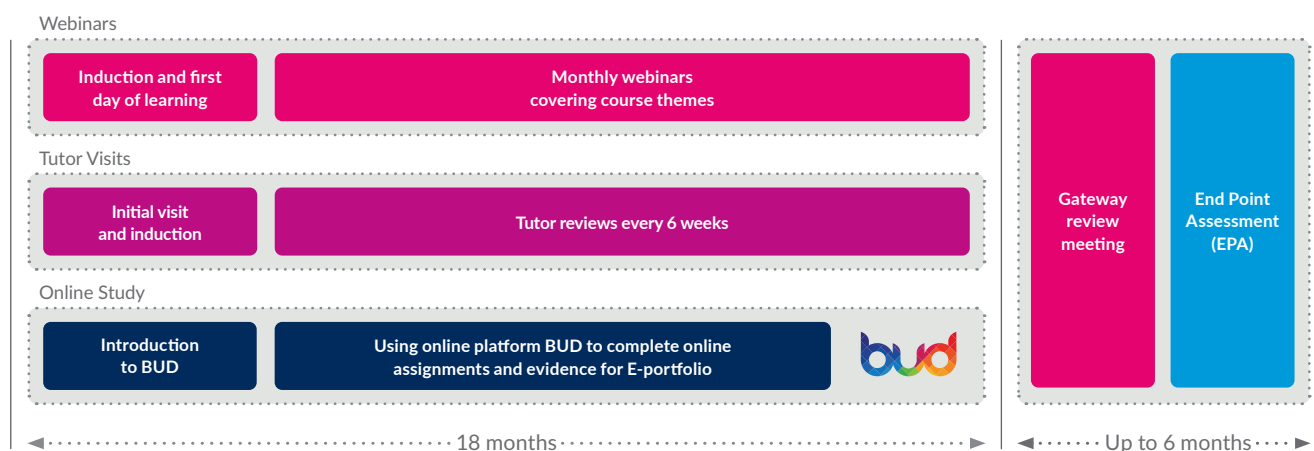 Webinars
Induction and first
day of learning
Monthly webinars
covering course themes
Tutor Visits
Initial visit
and induction
Tutor reviews every 6 weeks
Online Study
Introduction
to BUD
Using online platform BUD to complete online
assignments and evidence for E-portfolio
bud
18 months
Gateway
review
meeting
End Point
Assessment
(EPA)
Up to 6 months